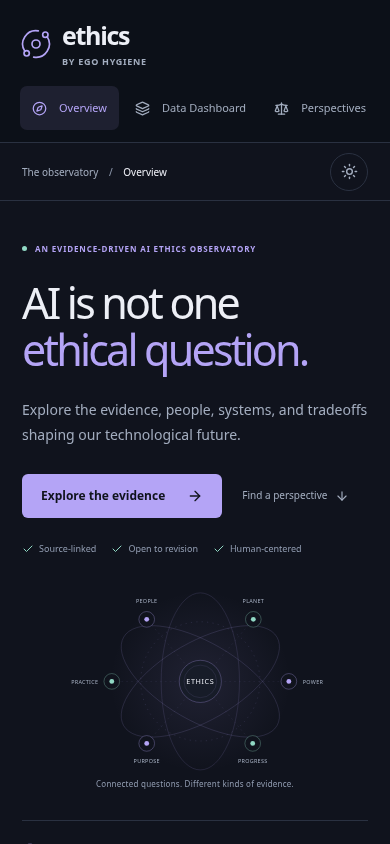 ethics
BY EGO HYGIENE
Overview
Data Dashboard
Perspectives
The observatory / Overview
AN EVIDENCE-DRIVEN AI ETHICS OBSERVATORY
AI is not one
ethical question.
Explore the evidence, people, systems, and tradeoffs
shaping our technological future.
Explore the evidence
Find a perspective
Source-linked
Open to revision
Human-centered
PEOPLE
PLANET
PRACTICE
ETHICS
POWER
PURPOSE
PROGRESS
Connected questions. Different kinds of evidence.